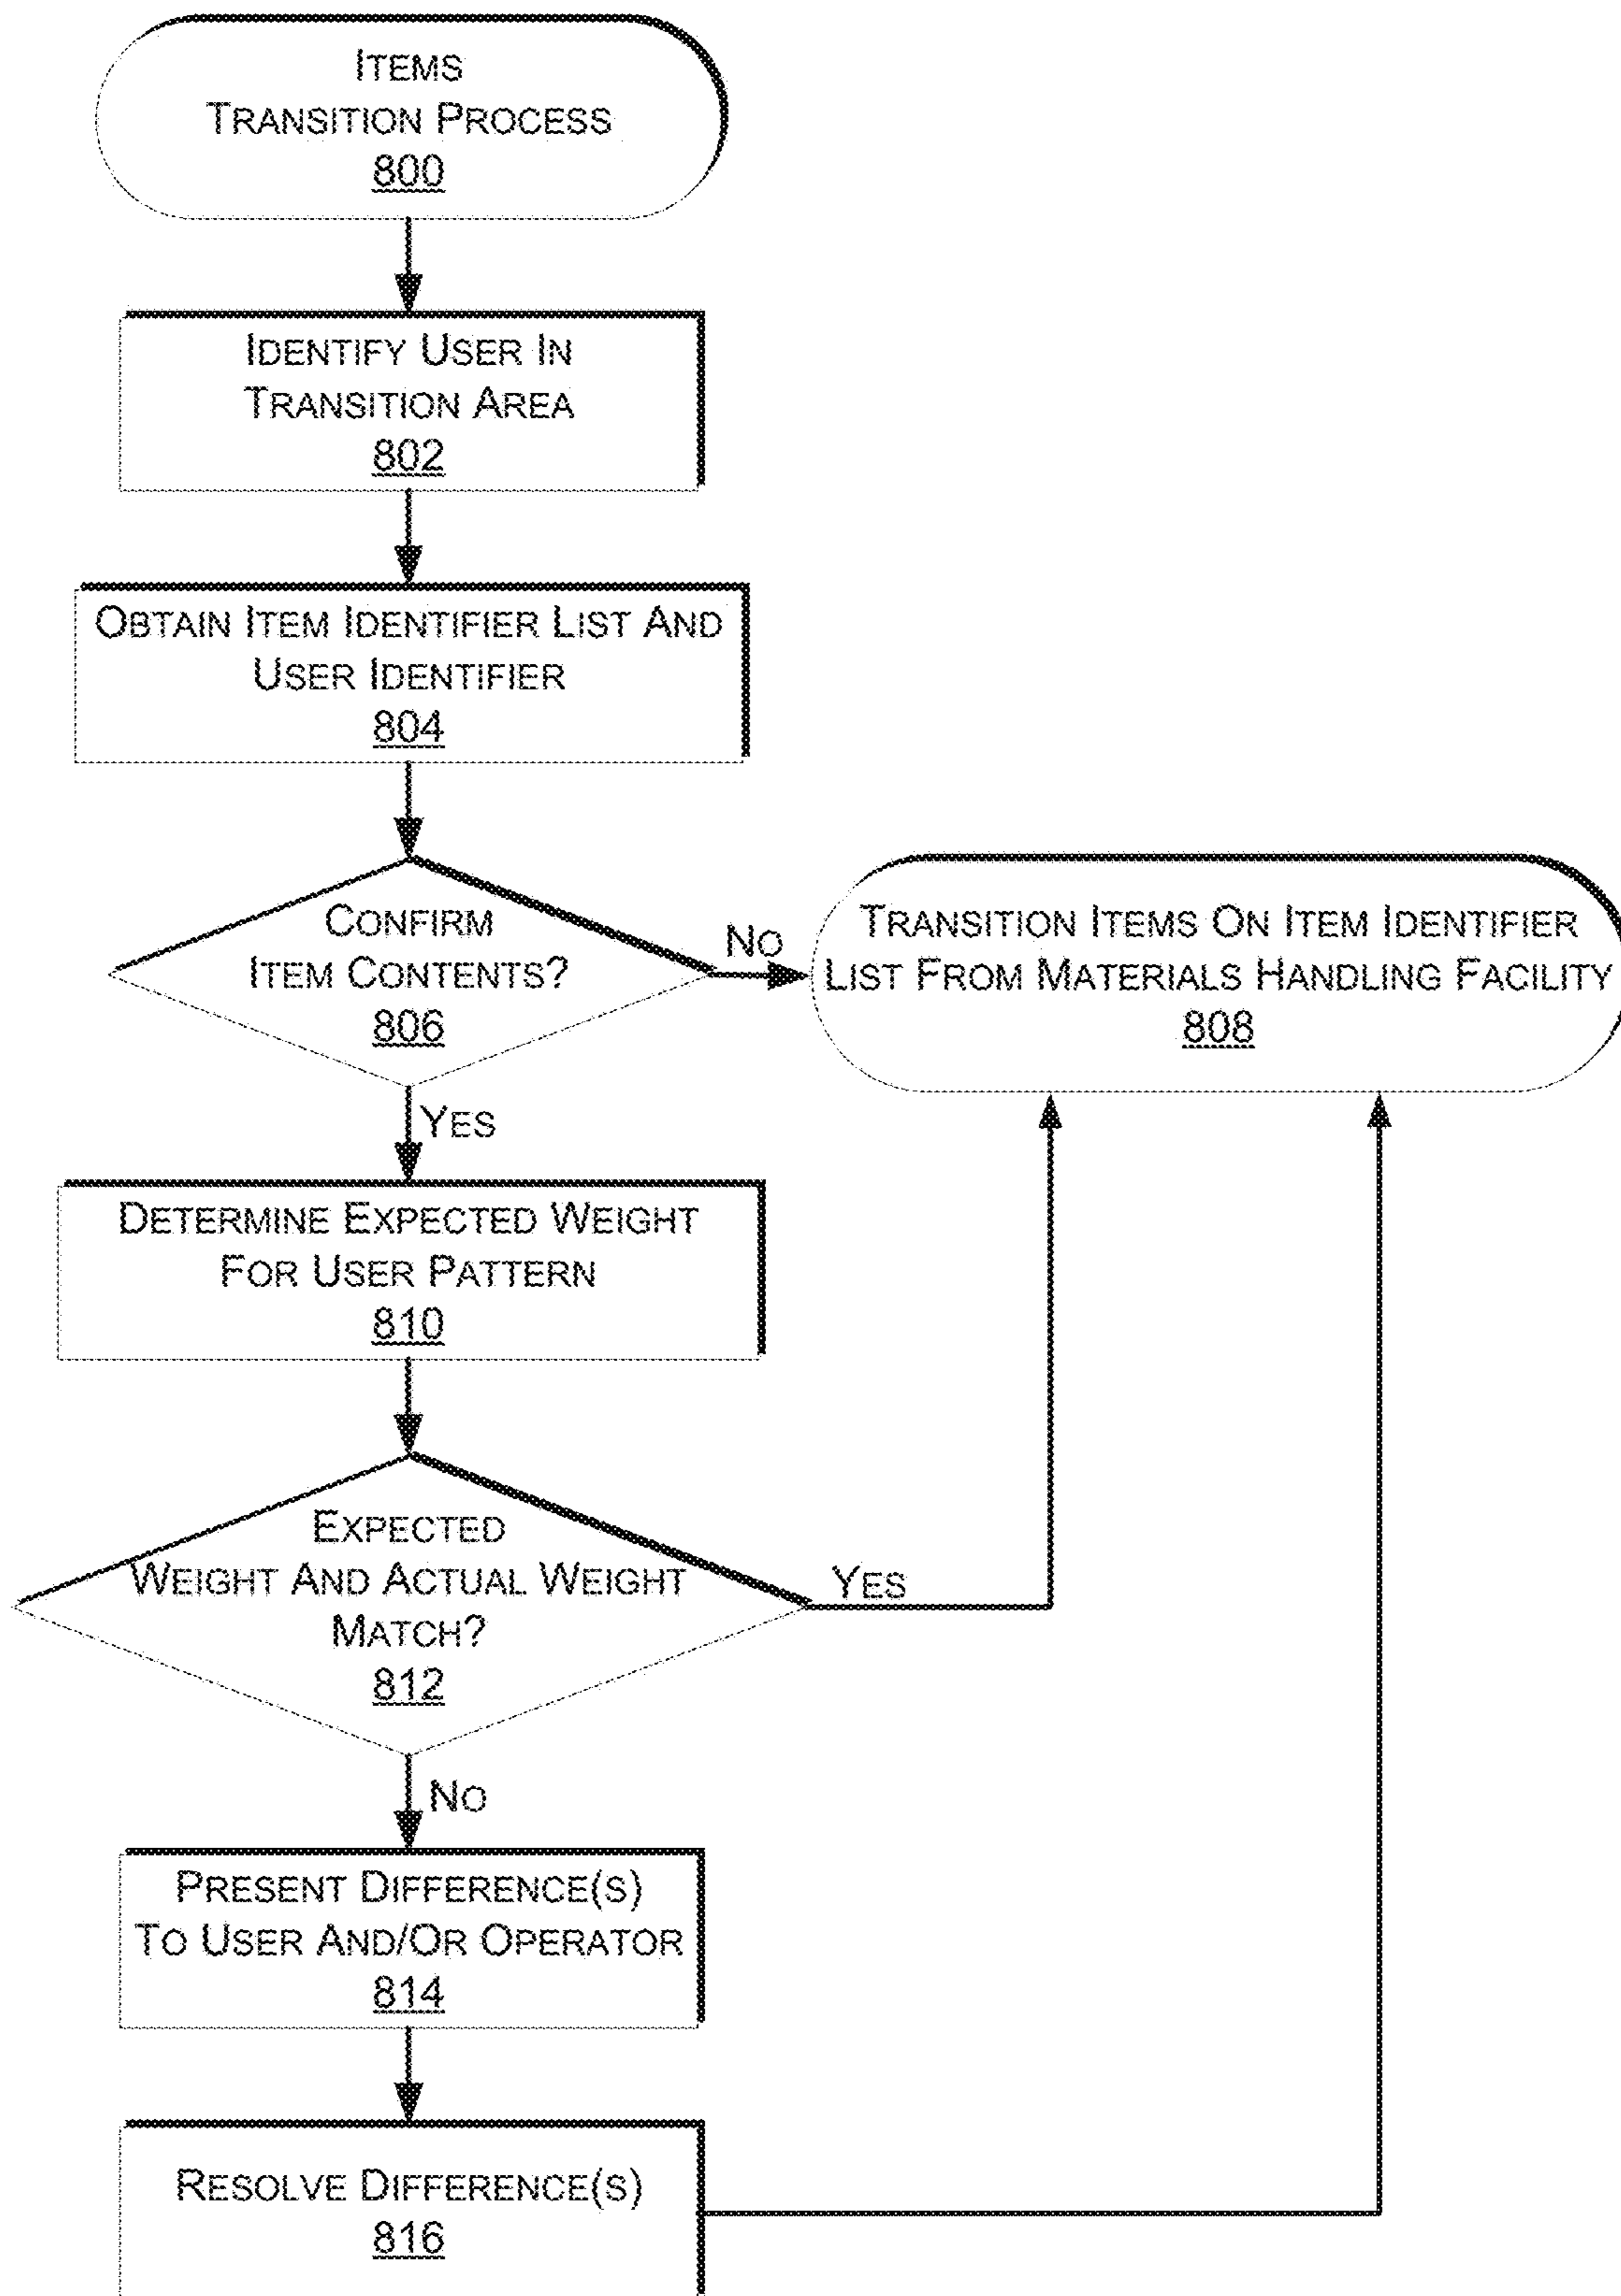 ITEMS
TRANSITION PROCESS
800
IDENTIFY USER IN
TRANSITION AREA
802
OBTAIN ITEM IDENTIFIER LIST AND
USER IDENTIFIER
804
CONFIRM
ITEM CONTENTS?
806
NO
TRANSITION ITEMS ON ITEM IDENTIFIER
LIST FROM MATERIALS HANDLING FACILITY
808
YES
DETERMINE EXPECTED WEIGHT
FOR USER PATTERN
810
EXPECTED
WEIGHT AND ACTUAL WEIGHT
MATCH?
812
YES
NO
PRESENT DIFFERENCE(S)
TO USER AND/OR OPERATOR
814
RESOLVE DIFFERENCE(S)
816